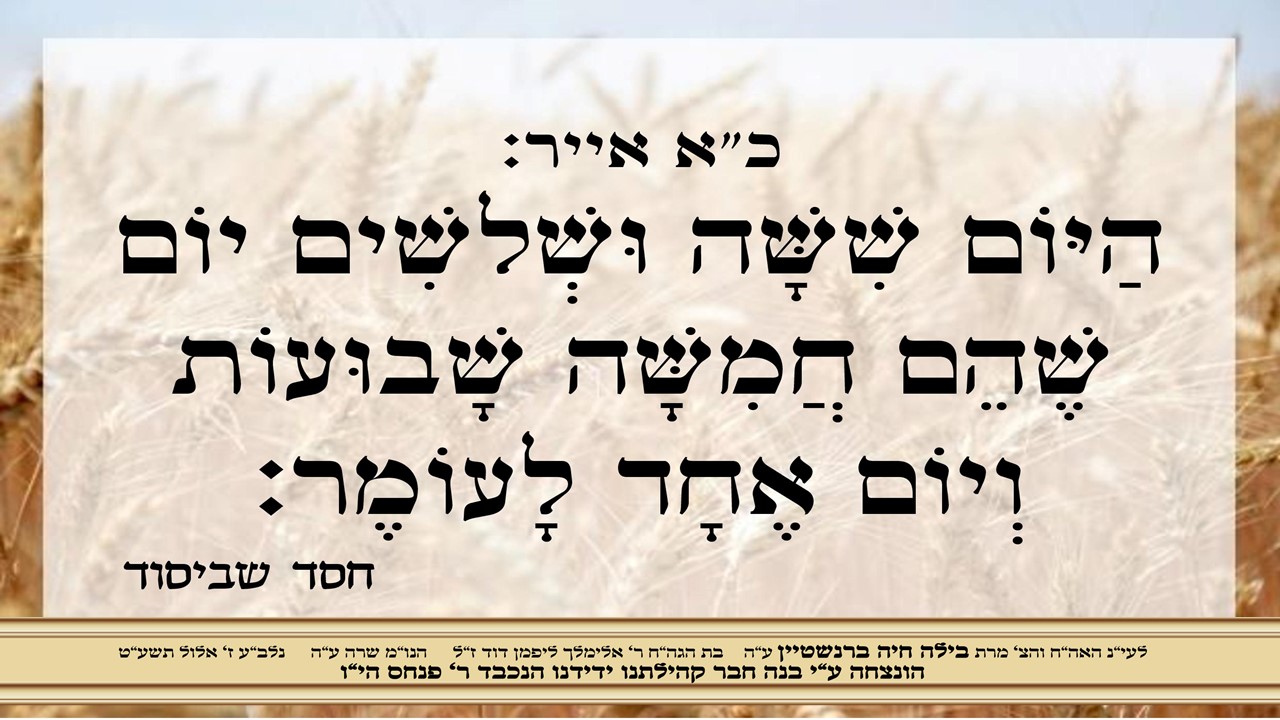 כ״א אייר:
הַיּוֹם שִׁשָּׁה וּשְׁלשִׁים יוֹם
שֶׁהֵם חֲמִשָּׁה שָׁבוּעוֹת
וְיוֹם אֶחָד לָעוֹמֶר:
חסד שביסוד
לעי״נ האה״ח והצ׳ מרת בילה חיה ברנשטיין ע״ה בת הגה״ח ר׳ אלימלך ליפמן דוד ז״ל הנו״מ שרה ע״ה נלב״ע ז׳ אלול תשע״ט
הונצחה ע״י בנה חבר קהילתנו ידידנו הנכבד ר׳ פנחס הי״ו